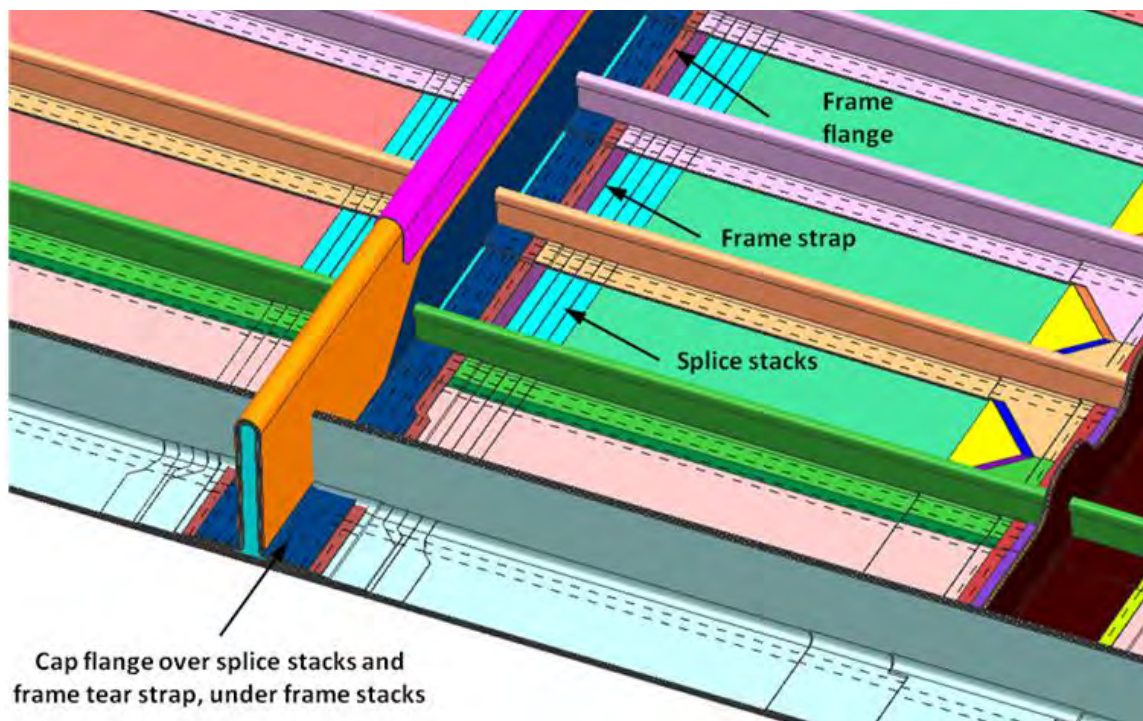 Frame
flange
Frame strap
Splice stacks
Cap flange over splice stacks and
frame tear strap, under frame stacks